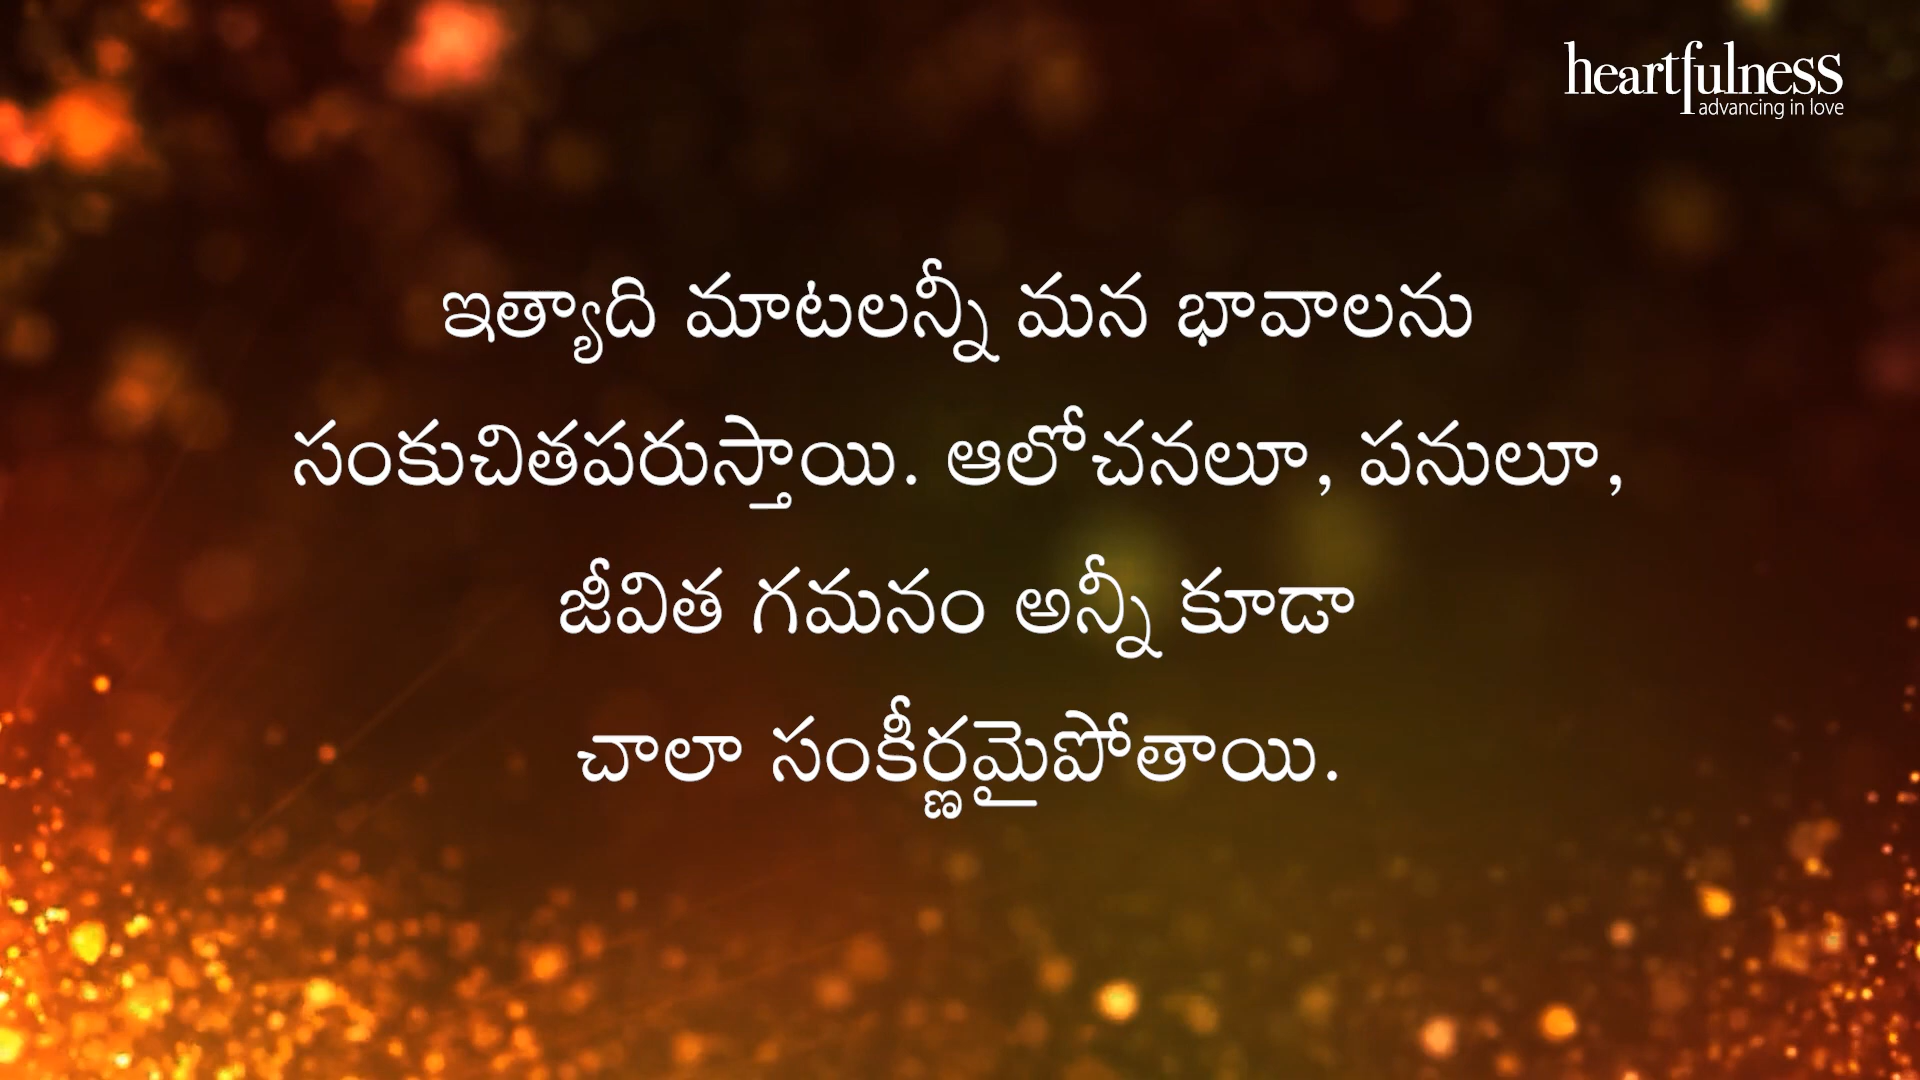 heartfulness
advancing in love
ఇత్యాది మాటలన్నీ మన భావాలను
సంకుచితపరుస్తాయి. ఆలోచనలూ, పనులూ,
జీవిత గమనం అన్నీ కూడా
చాలా సంకీర్ణమైపోతాయి.